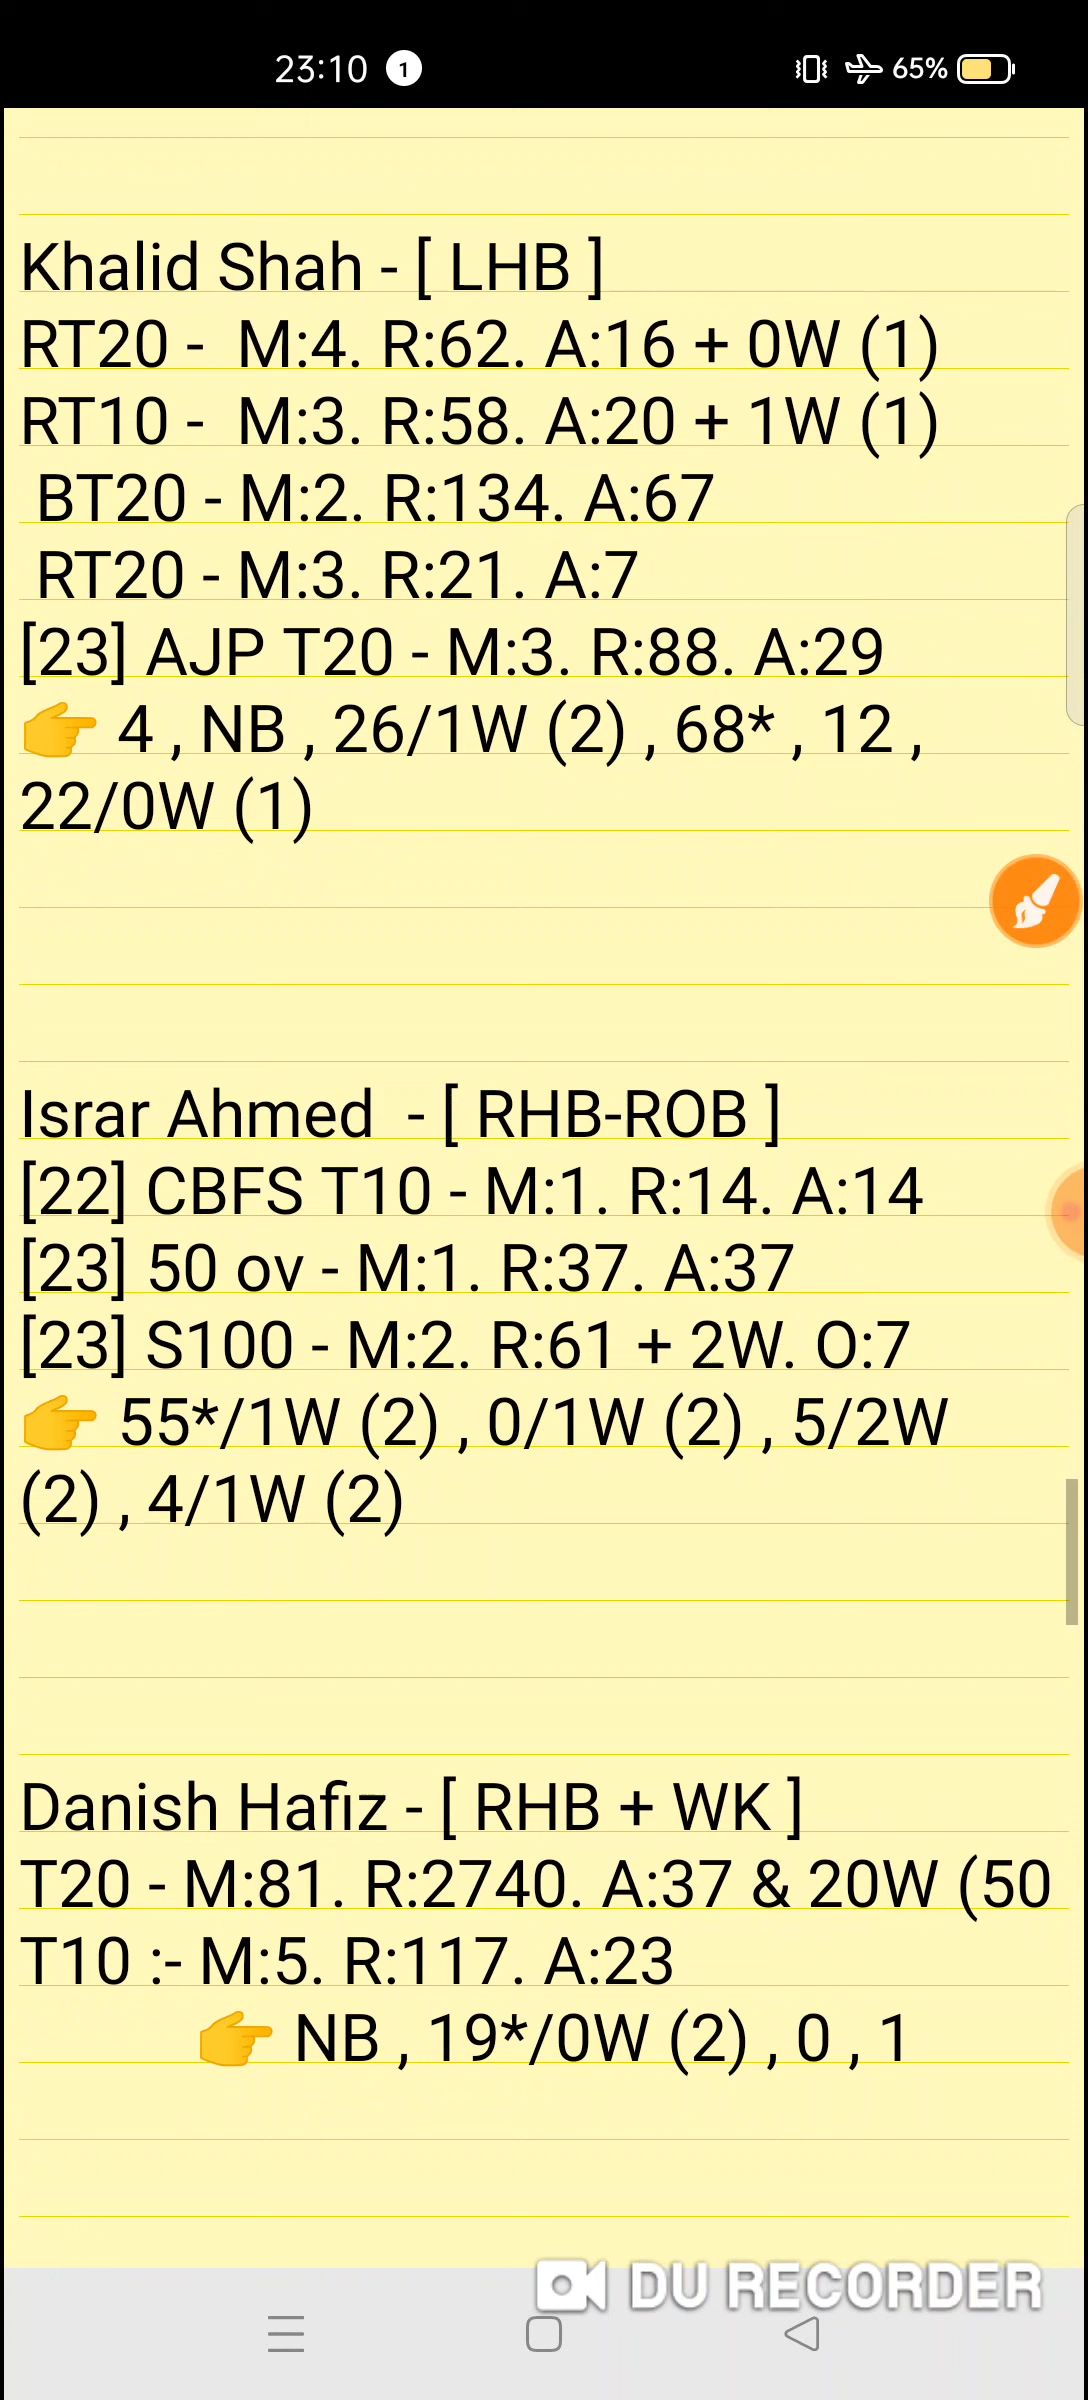 23:10 1 65%
Khalid Shah - [ LHB ]
RT20 - M:4. R:62. A:16 + 0W (1)
RT10 - M:3. R:58. A:20 + 1W (1)
BT20 - M:2. R:134. A:67
RT20 - M:3. R:21. A:7
[23] AJP T20 - M:3. R:88. A:29
👉 4 , NB , 26/1W (2) , 68* , 12 ,
22/0W (1)
Israr Ahmed - [ RHB-ROB ]
[22] CBFS T10 - M:1. R:14. A:14
[23] 50 ov - M:1. R:37. A:37
[23] S100 - M:2. R:61 + 2W. O:7
👉 55*/1W (2) , 0/1W (2) , 5/2W
(2) , 4/1W (2)
Danish Hafiz - [ RHB + WK ]
T20 - M:81. R:2740. A:37 & 20W (50
T10 :- M:5. R:117. A:23
👉 NB , 19*/0W (2) , 0 , 1
DU RECORDER